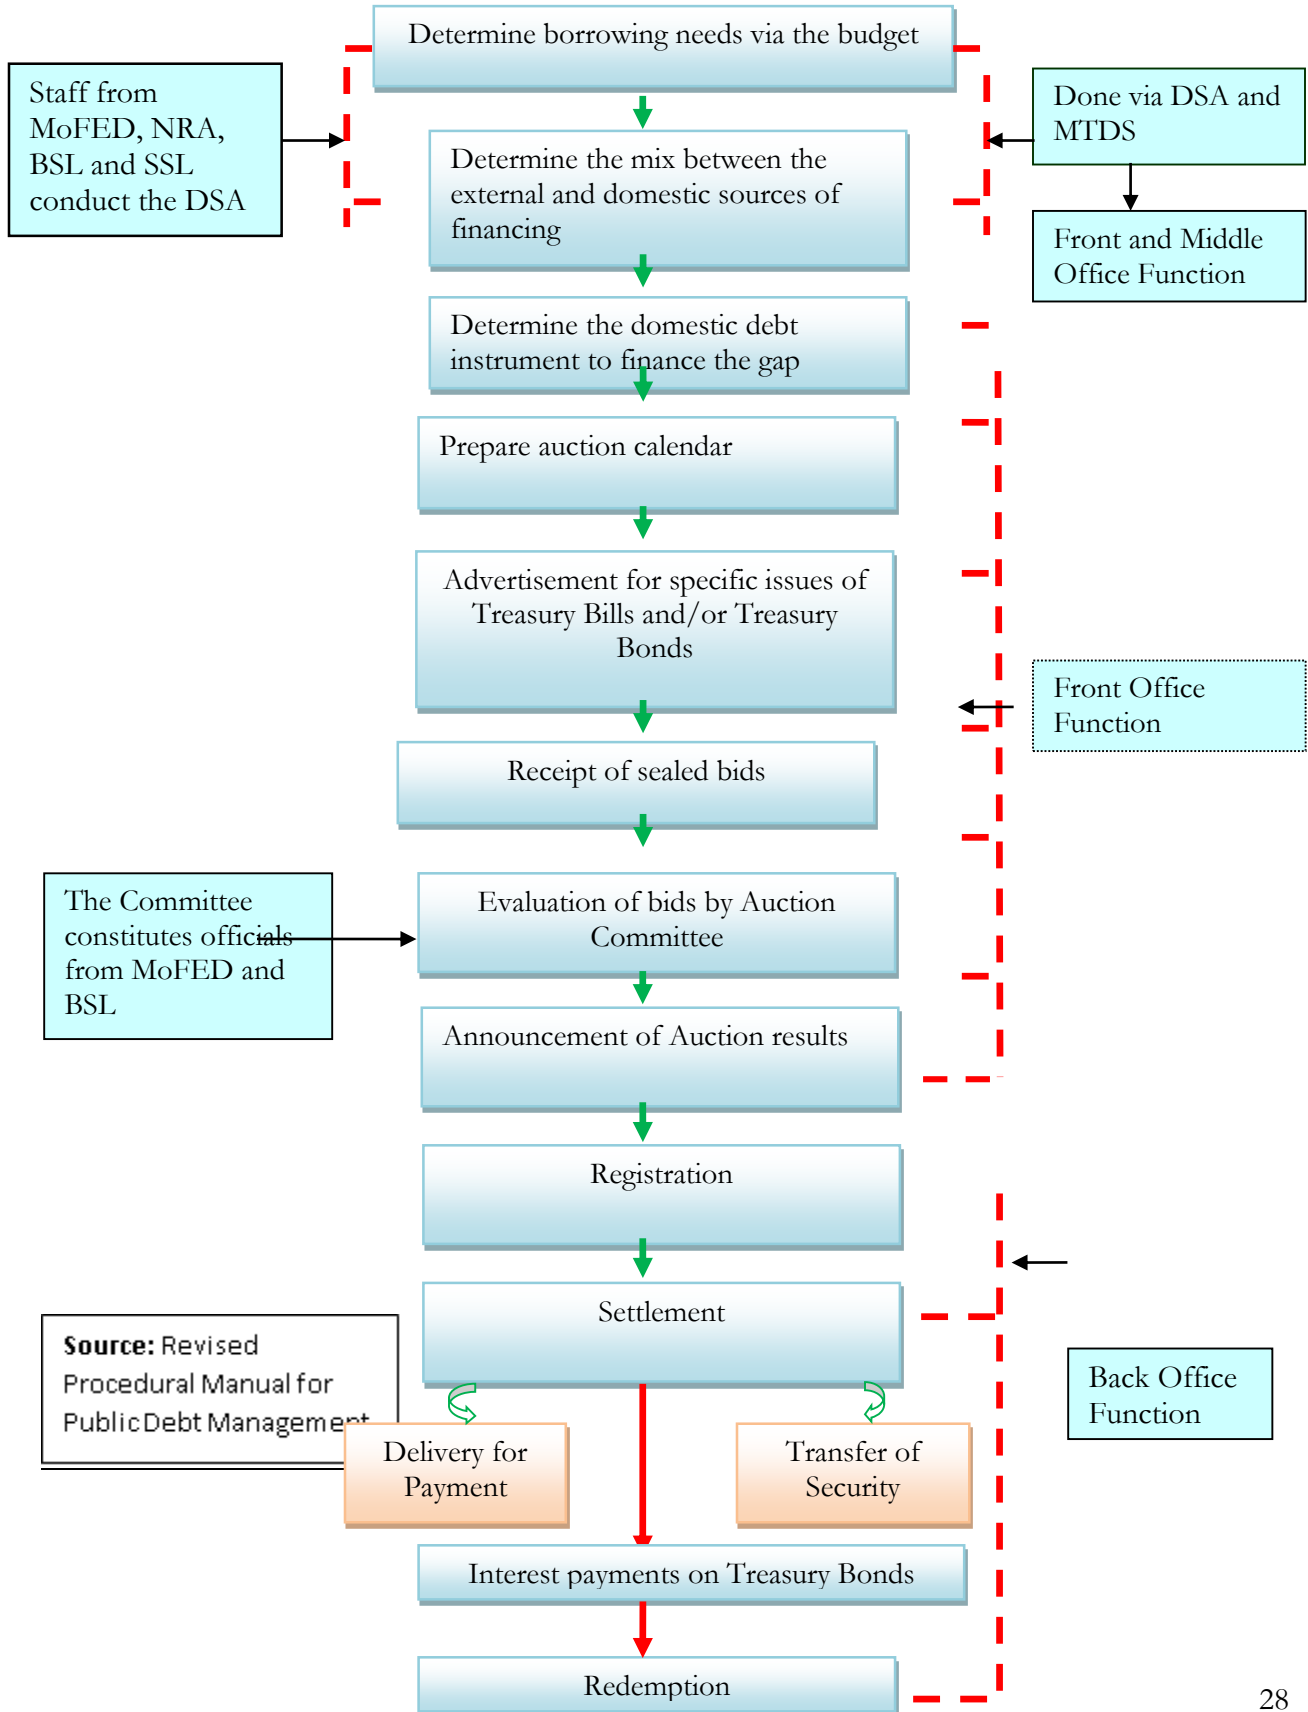 Determine borrowing needs via the budget
Staff from
MoFED, NRA,
BSL and SSL
conduct the DSA
Done via DSA and
MTDS
Determine the mix between the
external and domestic sources of
financing
Front and Middle
Office Function
Determine the domestic debt
instrument to finance the gap
Prepare auction calendar
Advertisement for specific issues of
Treasury Bills and/or Treasury
Bonds
Front Office
Function
Receipt of sealed bids
The Committee
constitutes officials
from MoFED and
BSL
Evaluation of bids by Auction
Committee
Announcement of Auction results
Registration
Settlement
Source: Revised
Procedural Manual for
Public Debt Management
Back Office
Function
Delivery for
Payment
Transfer of
Security
Interest payments on Treasury Bonds
Redemption
28